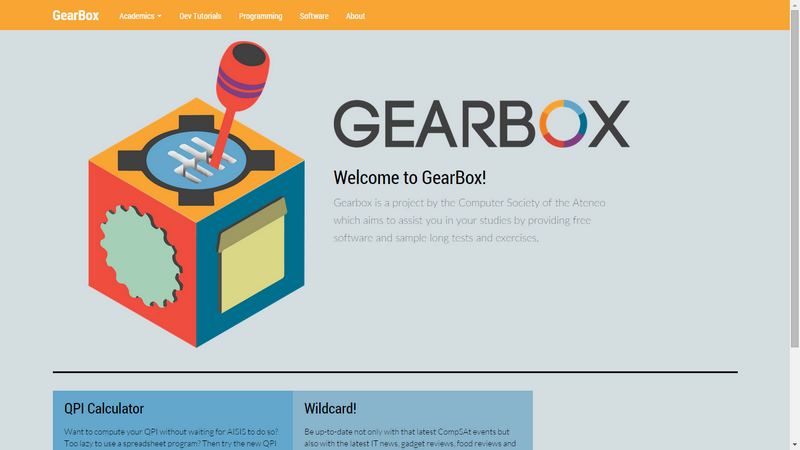 GearBox Academics Dev Tutorials Programming Software About
GEARBOX
Welcome to GearBox!
Gearbox is a project by the Computer Society of the Ateneo
which aims to assist you in your studies by providing free
software and sample long tests and exercises.
QPI Calculator
Want to compute your QPI without waiting for AISIS to do so?
Too lazy to use a spreadsheet program? Then try the new QPI
Wildcard!
Be up-to-date not only with that latest CompSAt events but
also with the latest IT news, gadget reviews, food reviews and